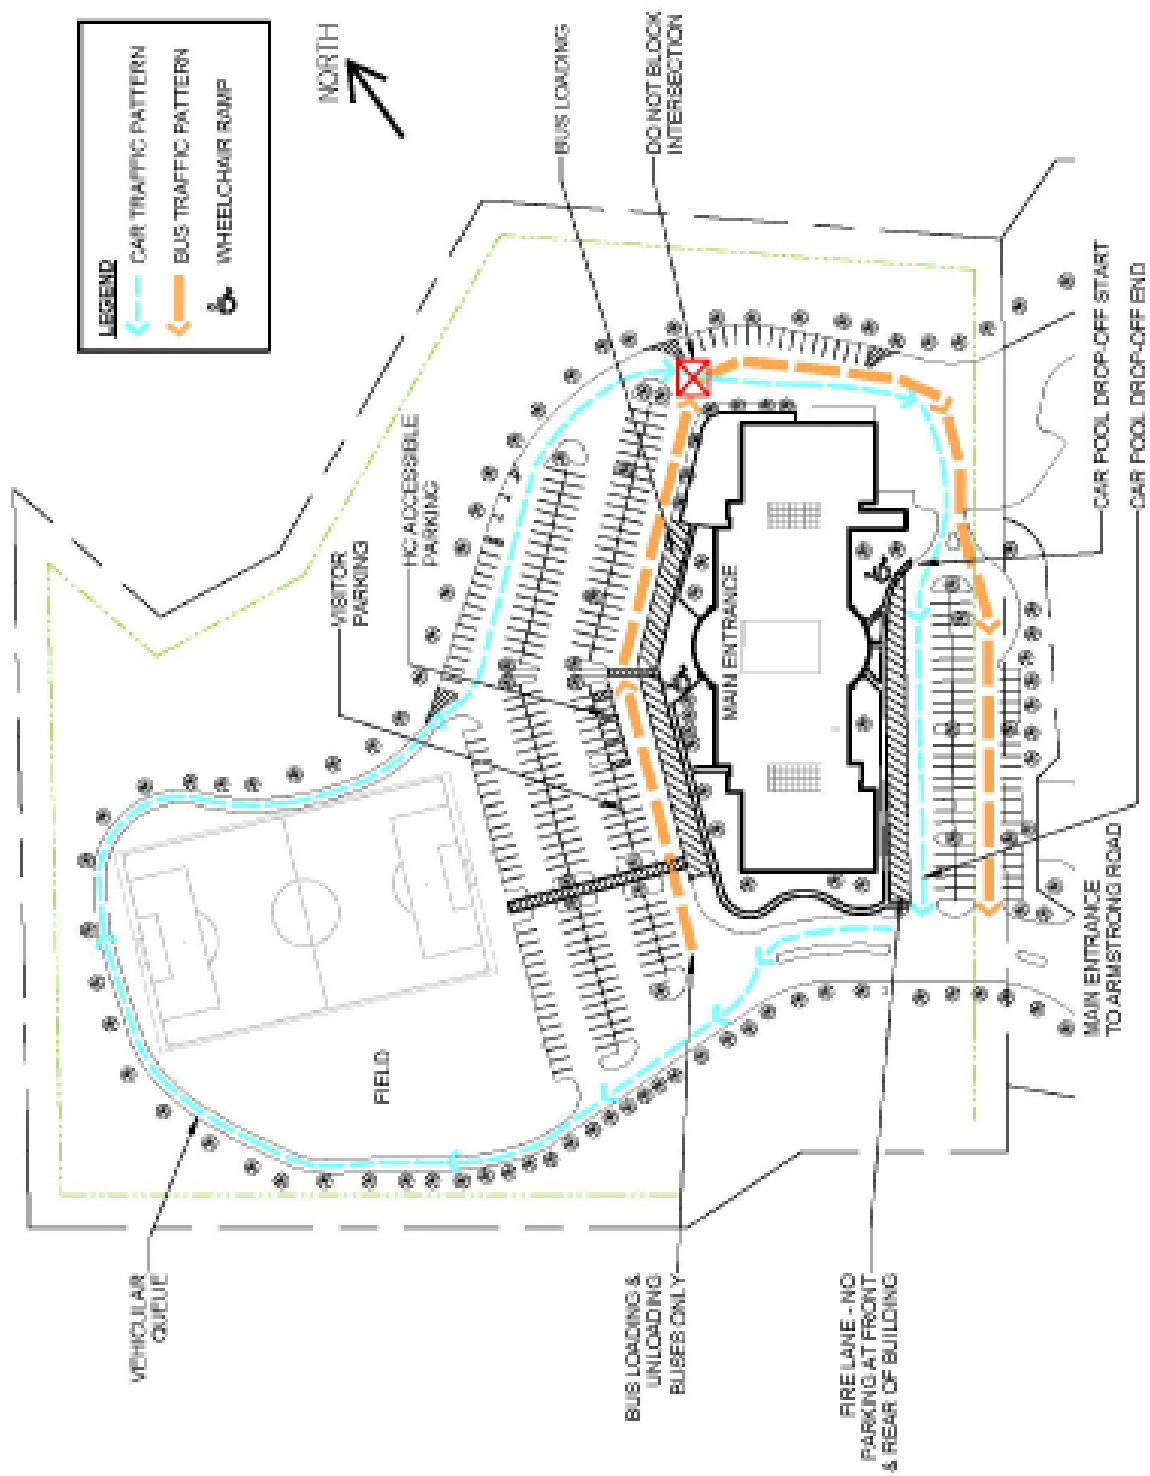 LEGEND
CAR TRAFFIC PATTERN
BUS TRAFFIC PATTERN
WHEELCHAIR RAMP
NORTH
BUS LOADING
DO NOT BLOCK
INTERSECTION
HC ACCESSIBLE
PARKING
VISITOR
PARKING
MAIN ENTRANCE
CAR POOL DROP-OFF START
CAR POOL DROP-OFF END
MAIN ENTRANCE
TO ARMSTRONG ROAD
FIELD
VEHICULAR
QUEUE
BUS LOADING &
UNLOADING
BUSES ONLY
FIRE LANE - NO
PARKING AT FRONT
& REAR OF BUILDING